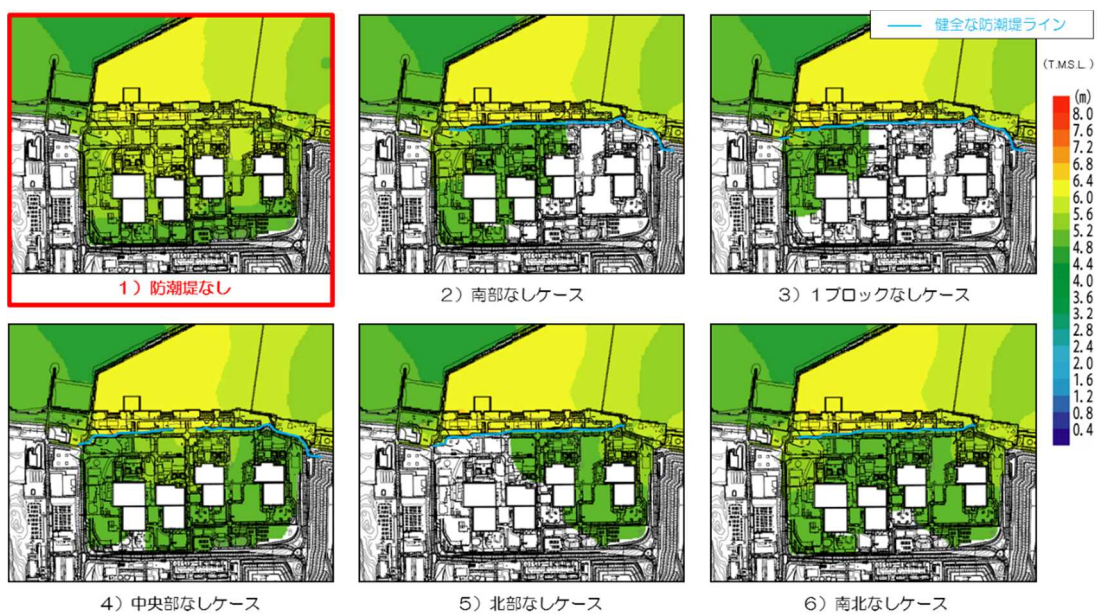 健全な防潮堤ライン
(T.M.S.L.)
(m)
8.0
7.6
7.2
6.8
6.4
6.0
5.6
5.2
4.8
4.4
4.0
3.6
3.2
2.8
2.4
2.0
1.6
1.2
0.8
0.4
1）防潮堤なし
2）南部なしケース
3）1ブロックなしケース
4）中央部なしケース
5）北部なしケース
6）南北なしケース